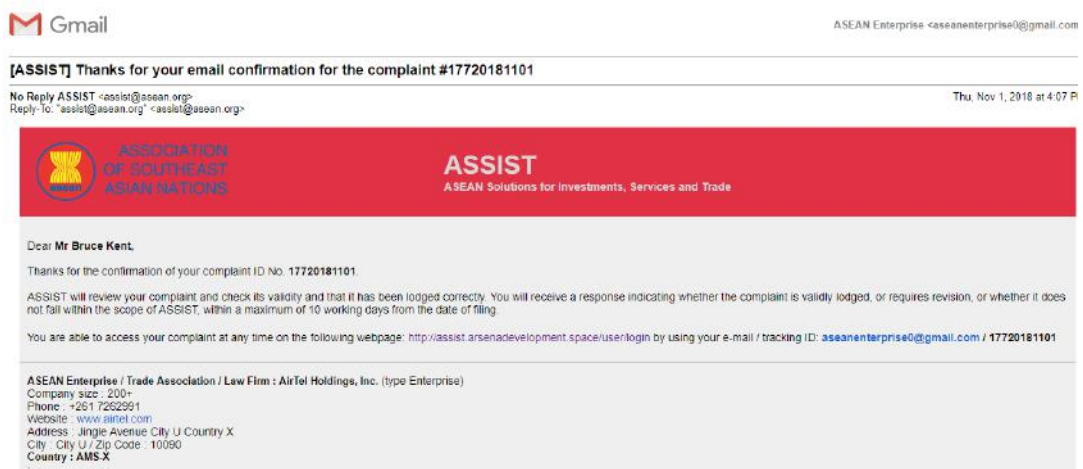 Gmail
ASEAN Enterprise <aseanenterprise0@gmail.com
[ASSIST] Thanks for your email confirmation for the complaint #17720181101
No Reply ASSIST <assist@asean.org>
Thu, Nov 1, 2018 at 4:07 P
Reply-To: "assist@asean.org" <assist@asean.org>
ASSOCIATION
OF SOUTHEAST
ASIAN NATIONS
asean
ASSIST
ASEAN Solutions for Investments, Services and Trade
Dear Mr Bruce Kent,
Thanks for the confirmation of your complaint ID No. 17720181101.
ASSIST will review your complaint and check its validity and that it has been lodged correctly. You will receive a response indicating whether the complaint is validly lodged, or requires revision, or whether it does
not fall within the scope of ASSIST, within a maximum of 10 working days from the date of filing.
You are able to access your complaint at any time on the following webpage: http://assist.arsenadevelopment.space/user/login by using your e-mail / tracking ID: aseanenterprise0@gmail.com / 17720181101
ASEAN Enterprise / Trade Association / Law Firm : AirTel Holdings, Inc. (type Enterprise)
Company size : 200+
Phone : +261 7262991
Website : www.airtel.com
Address : Jingle Avenue City U Country X
City : City U / Zip Code : 10090
Country : AMS-X